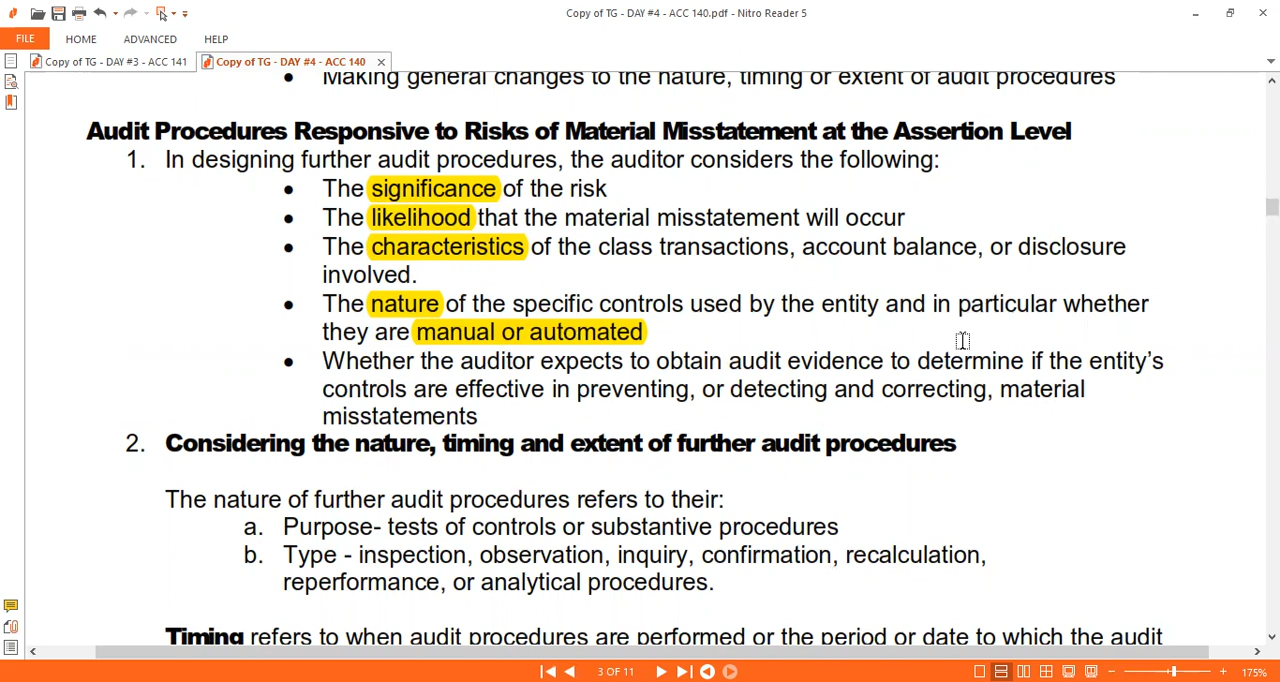 Copy of TG - DAY #4 - ACC 140.pdf - Nitro Reader 5
FILE HOME ADVANCED HELP
Copy of TG - DAY #3 - ACC 141 Copy of TG - DAY #4 - ACC 140
• Making general changes to the nature, timing or extent of audit procedures
Audit Procedures Responsive to Risks of Material Misstatement at the Assertion Level
1. In designing further audit procedures, the auditor considers the following:
• The significance of the risk
• The likelihood that the material misstatement will occur
• The characteristics of the class transactions, account balance, or disclosure
involved.
• The nature of the specific controls used by the entity and in particular whether
they are manual or automated
• Whether the auditor expects to obtain audit evidence to determine if the entity’s
controls are effective in preventing, or detecting and correcting, material
misstatements
2. Considering the nature, timing and extent of further audit procedures
The nature of further audit procedures refers to their:
a. Purpose- tests of controls or substantive procedures
b. Type - inspection, observation, inquiry, confirmation, recalculation,
reperformance, or analytical procedures.
Timing refers to when audit procedures are performed or the period or date to which the audit
3 OF 11
175%